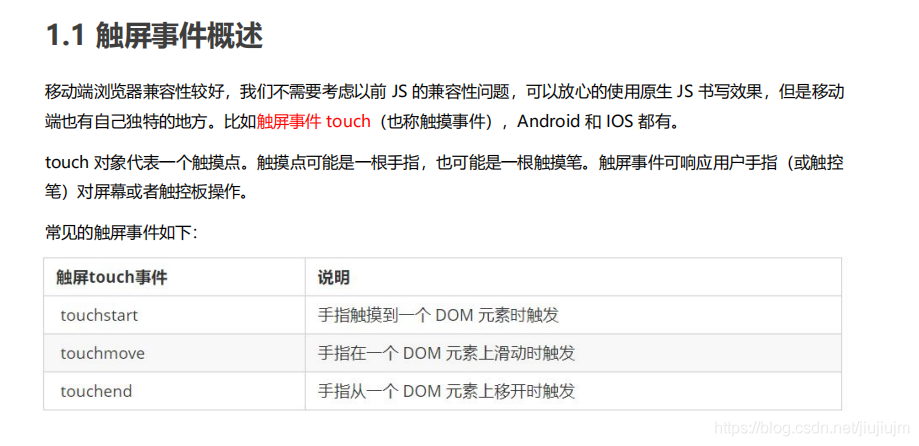 1.1 触屏事件概述
移动端浏览器兼容性较好，我们不需要考虑以前 JS 的兼容性问题，可以放心的使用原生 JS 书写效果，但是移动
端也有自己独特的地方。比如触屏事件 touch（也称触摸事件），Android 和 IOS 都有。
touch 对象代表一个触摸点。触摸点可能是一根手指，也可能是一根触摸笔。触屏事件可响应用户手指（或触控
笔）对屏幕或者触控板操作。
常见的触屏事件如下：
触屏touch事件 说明
touchstart 手指触摸到一个 DOM 元素时触发
touchmove 手指在一个 DOM 元素上滑动时触发
touchend 手指从一个 DOM 元素上移开时触发
https://blog.csdn.net/jiujiujm